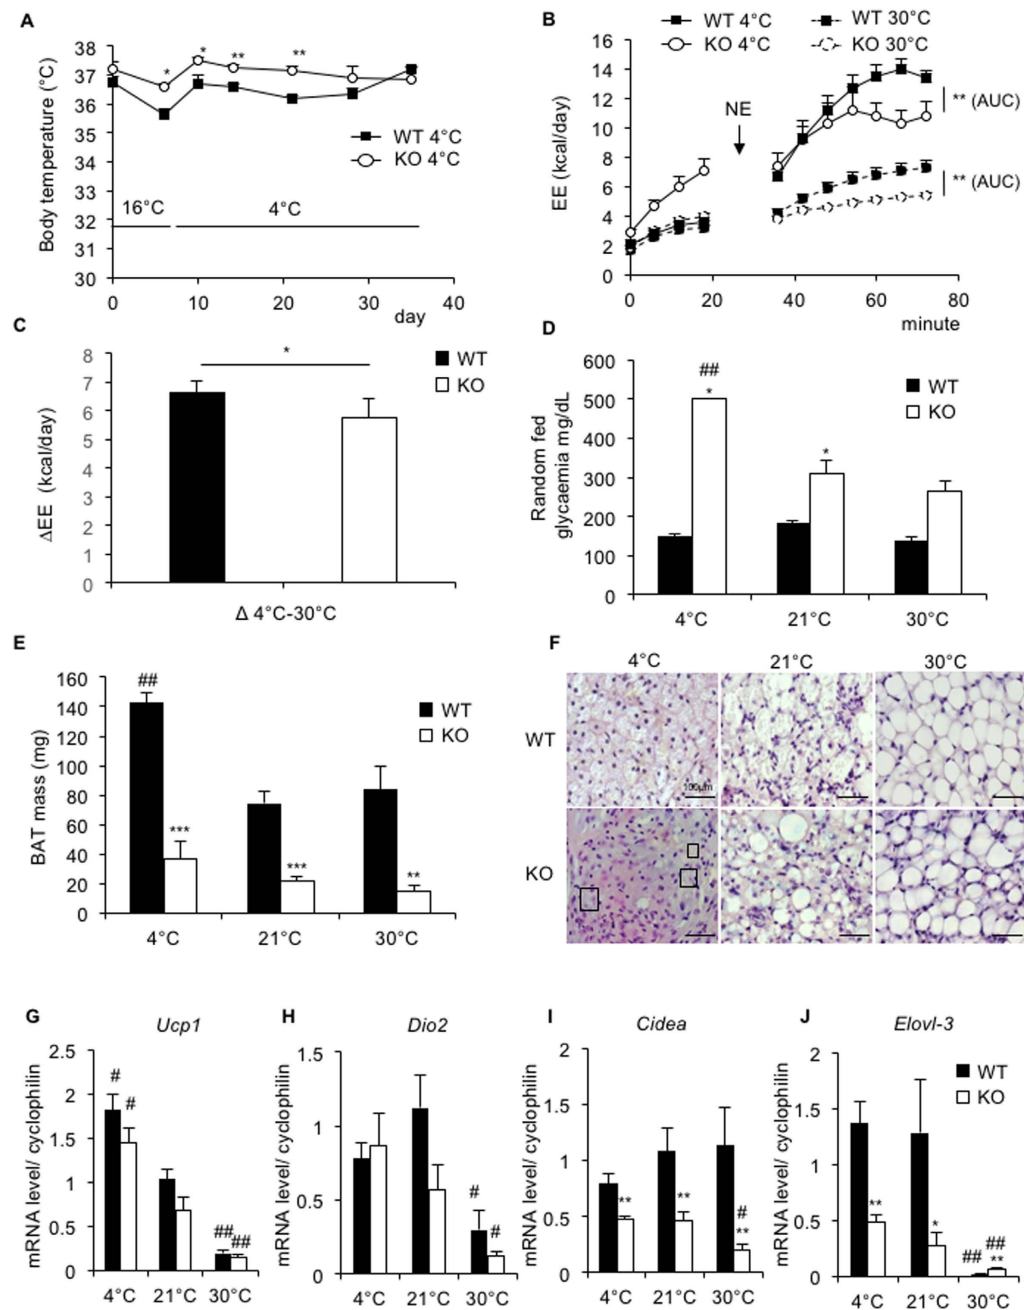 A
38
37
36
35
34
33
32
31
30
Body temperature (°C)
*
*
**
**
WT 4°C
KO 4°C
16°C
4°C
0
10
20
30
40
day
B
WT 4°C
KO 4°C
WT 30°C
KO 30°C
16
14
12
10
8
6
4
2
0
EE (kcal/day)
NE
** (AUC)
** (AUC)
0
20
40
60
80
minute
C
8
7
6
5
4
3
2
1
0
ΔEE (kcal/day)
*
WT
KO
Δ 4°C-30°C
D
600
500
400
300
200
100
0
Random fed
glycaemia mg/dL
##
*
*
WT
KO
4°C
21°C
30°C
E
160
140
120
100
80
60
40
20
0
BAT mass (mg)
##
***
***
**
WT
KO
4°C
21°C
30°C
F
4°C
21°C
30°C
WT
100µm
KO
G
Ucp1
2.5
2
1.5
1
0.5
0
mRNA level/ cyclophilin
#
#
##
##
4°C
21°C
30°C
H
Dio2
1.5
1
0.5
0
mRNA level/ cyclophilin
#
#
4°C
21°C
30°C
I
Cidea
2
1.5
1
0.5
0
mRNA level/ cyclophilin
**
**
#
**
4°C
21°C
30°C
J
Elovl-3
2
1.5
1
0.5
0
mRNA level/ cyclophilin
WT
KO
**
*
##
##
**
4°C
21°C
30°C